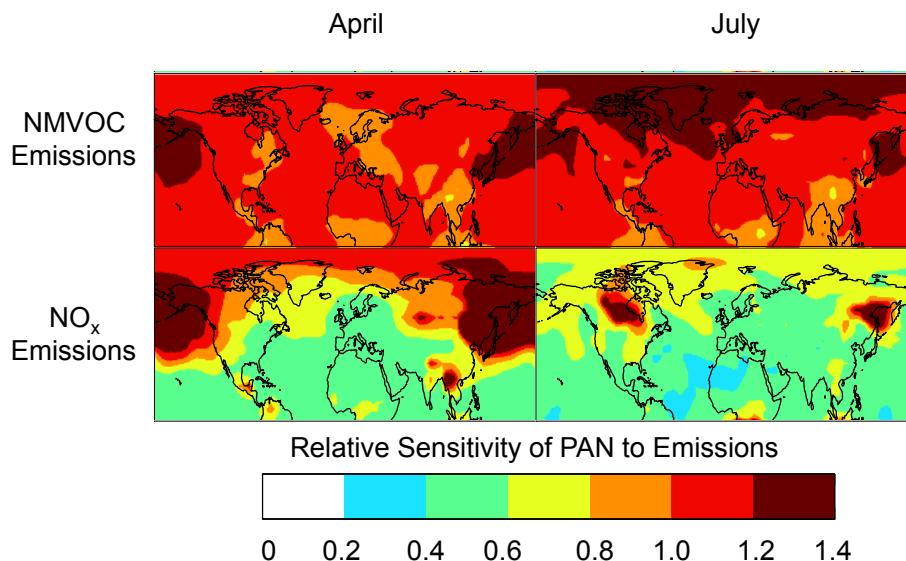 April
July
NMVOC
Emissions
NOx
Emissions
Relative Sensitivity of PAN to Emissions
0 0.2 0.4 0.6 0.8 1.0 1.2 1.4